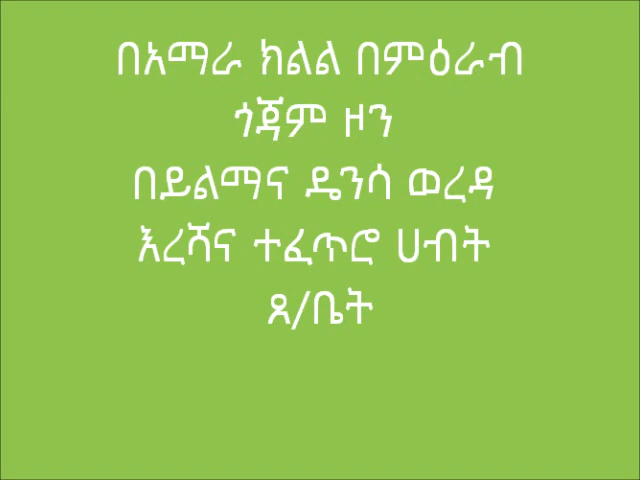 በአማራ ክልል በምዕራብ
ጎጃም ዞን
በይልማና ዴንሳ ወረዳ
እረሻና ተፈጥሮ ሀብት
ጸ/ቤት